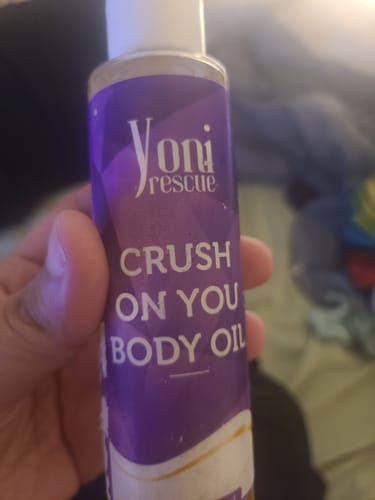 Yoni
rescue
CRUSH
ON YOU
BODY OIL